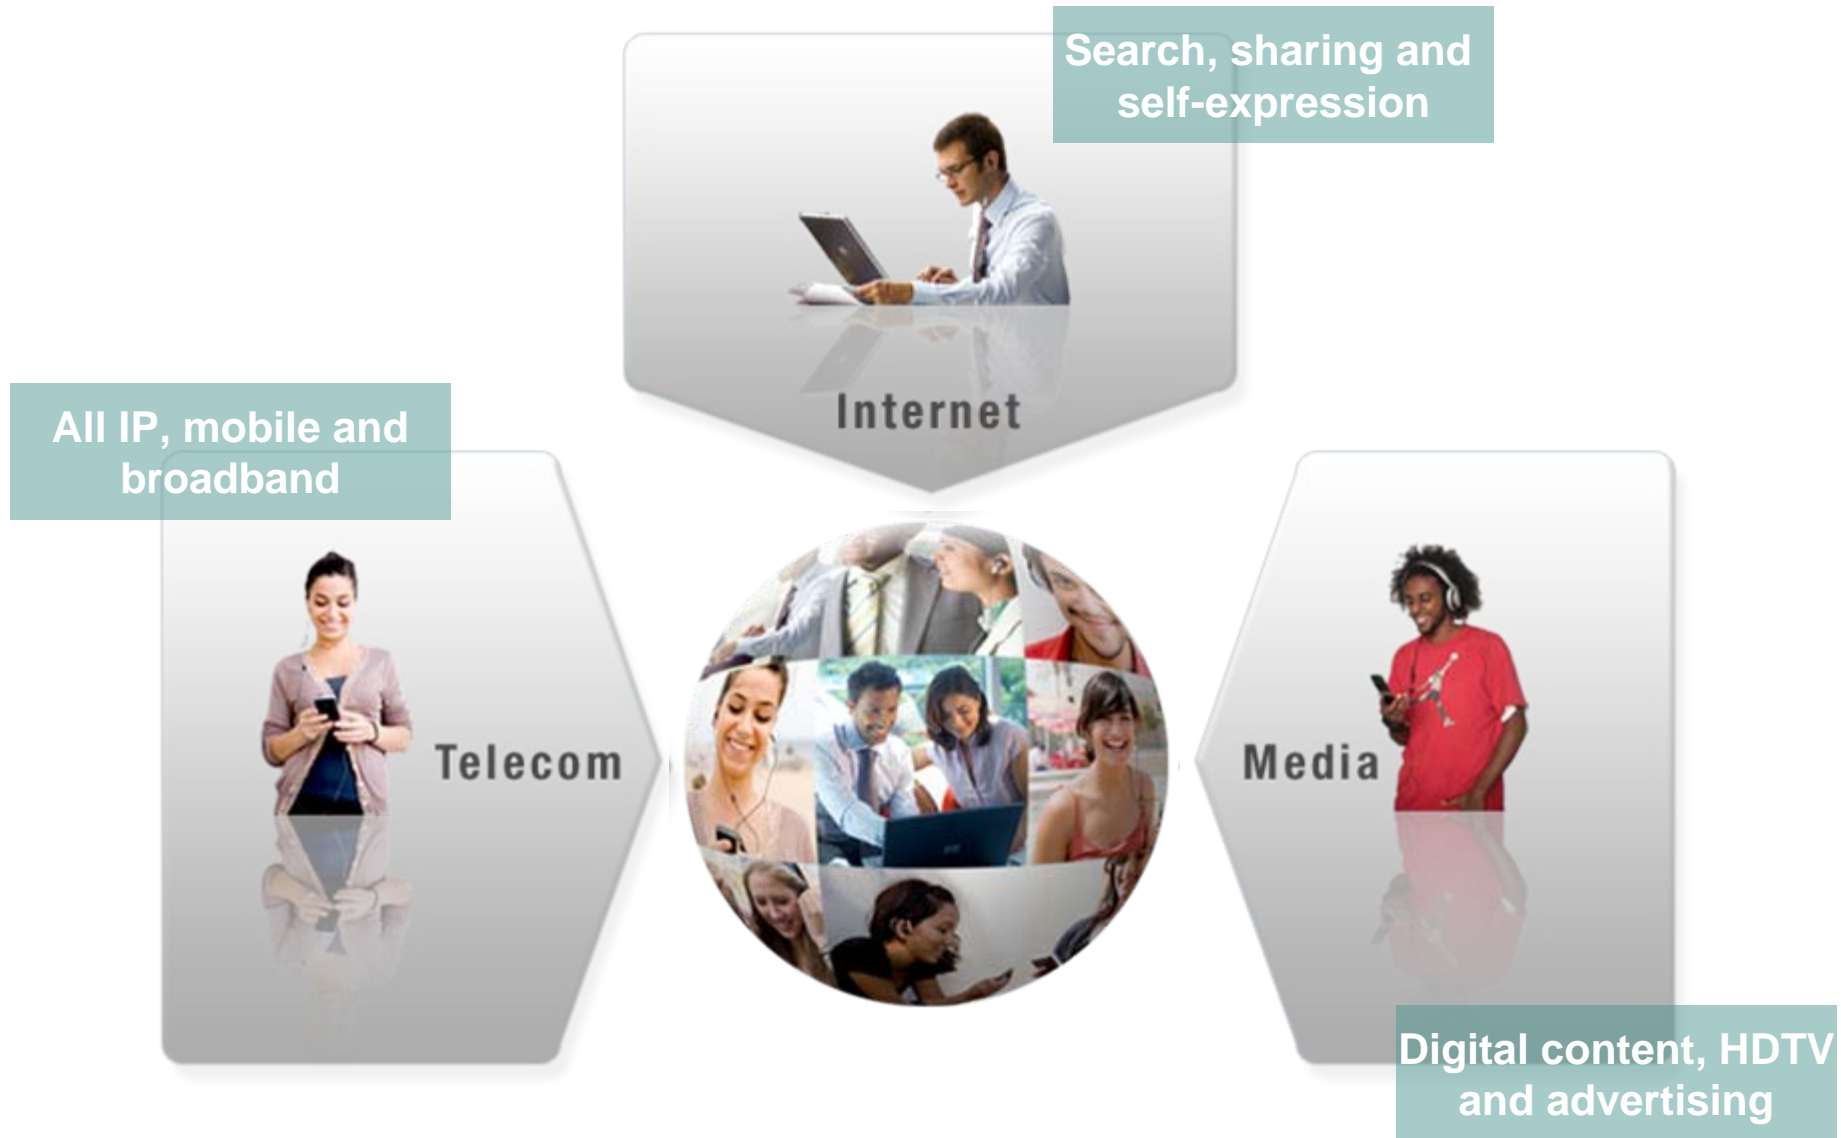 Search, sharing and
self-expression
Internet
All IP, mobile and
broadband
Telecom
Media
Digital content, HDTV
and advertising